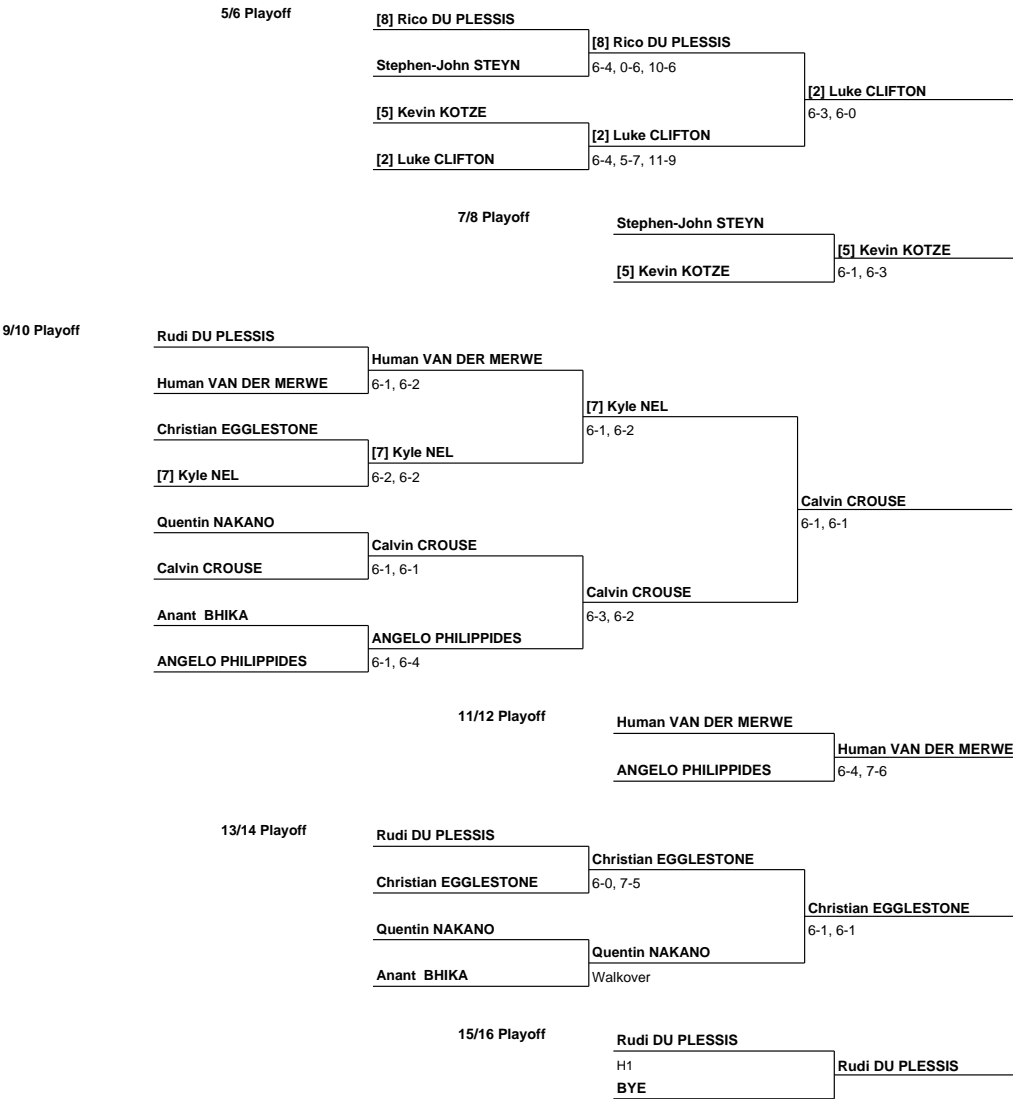 5/6 Playoff
[8] Rico DU PLESSIS
[8] Rico DU PLESSIS
Stephen-John STEYN
6-4, 0-6, 10-6
[2] Luke CLIFTON
[5] Kevin KOTZE
6-3, 6-0
[2] Luke CLIFTON
[2] Luke CLIFTON
6-4, 5-7, 11-9
7/8 Playoff
Stephen-John STEYN
[5] Kevin KOTZE
[5] Kevin KOTZE
6-1, 6-3
9/10 Playoff
Rudi DU PLESSIS
Human VAN DER MERWE
Human VAN DER MERWE
6-1, 6-2
[7] Kyle NEL
Christian EGGLESTONE
6-1, 6-2
[7] Kyle NEL
[7] Kyle NEL
6-2, 6-2
Calvin CROUSE
Quentin NAKANO
6-1, 6-1
Calvin CROUSE
Calvin CROUSE
6-1, 6-1
Calvin CROUSE
Anant  BHIKA
6-3, 6-2
ANGELO PHILIPPIDES
ANGELO PHILIPPIDES
6-1, 6-4
11/12 Playoff
Human VAN DER MERWE
Human VAN DER MERWE
ANGELO PHILIPPIDES
6-4, 7-6
13/14 Playoff
Rudi DU PLESSIS
Christian EGGLESTONE
Christian EGGLESTONE
6-0, 7-5
Christian EGGLESTONE
Quentin NAKANO
6-1, 6-1
Quentin NAKANO
Anant  BHIKA
Walkover
15/16 Playoff
Rudi DU PLESSIS
H1
Rudi DU PLESSIS
BYE